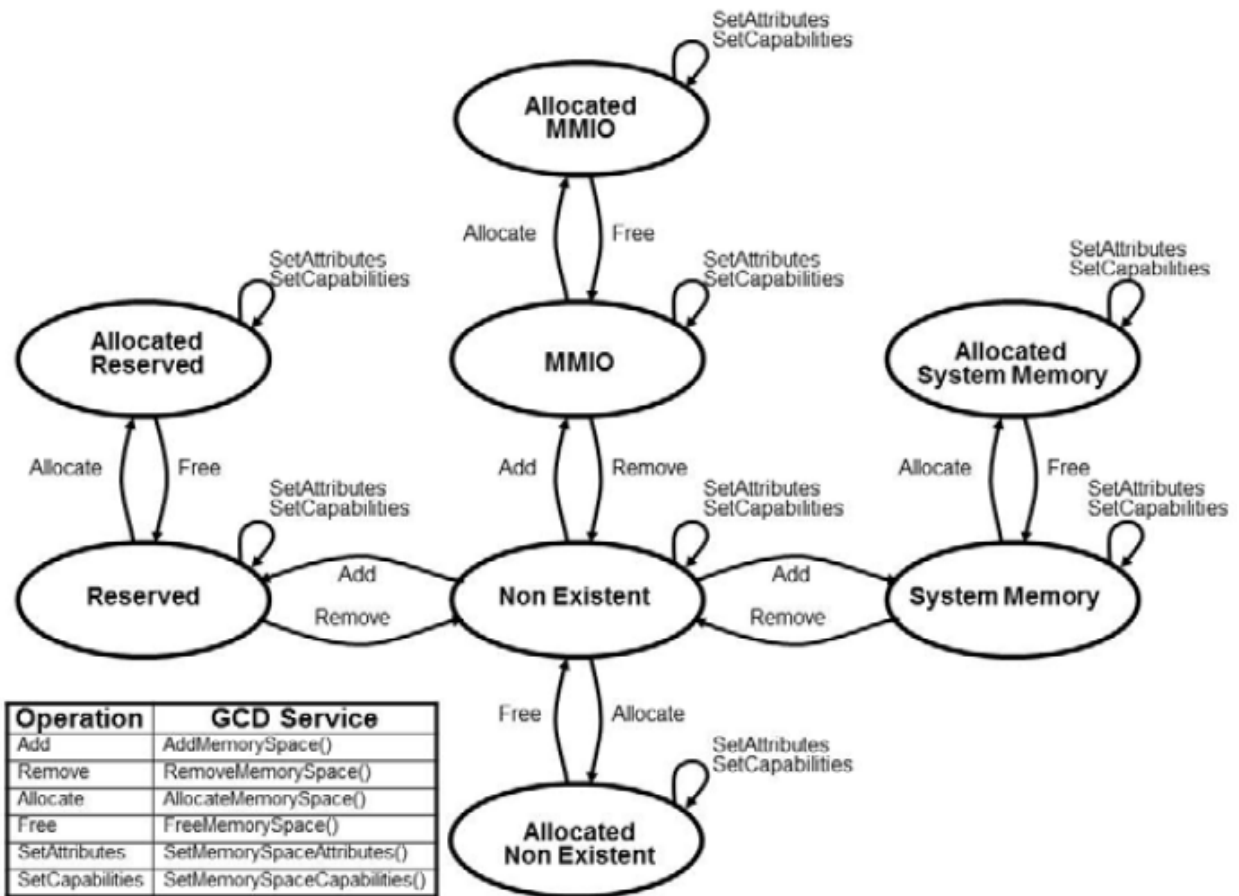 SetAttributes
SetCapabilities
Allocated
MMIO
Allocate
Free
SetAttributes
SetCapabilities
Allocated
Reserved
SetAttributes
SetCapabilities
MMIO
SetAttributes
SetCapabilities
Allocated
System Memory
Allocate
Free
Add
Remove
Allocate
Free
SetAttributes
SetCapabilities
Reserved
SetAttributes
SetCapabilities
Non Existent
SetAttributes
SetCapabilities
System Memory
Add
Remove
Add
Remove
Free
Allocate
SetAttributes
SetCapabilities
Allocated
Non Existent
Operation GCD Service
Add AddMemorySpace()
Remove RemoveMemorySpace()
Allocate AllocateMemorySpace()
Free FreeMemorySpace()
SetAttributes SetMemorySpaceAttributes()
SetCapabilities SetMemorySpaceCapabilities()